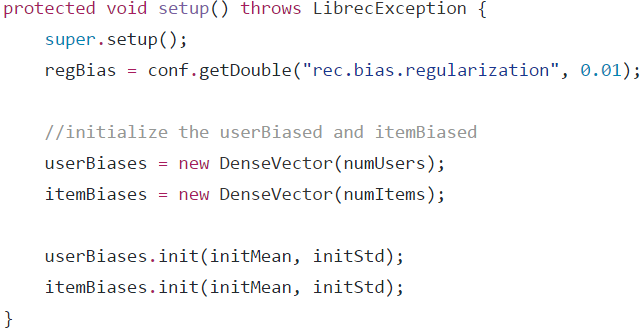 protected void setup() throws LibrecException {
    super.setup();
    regBias = conf.getDouble("rec.bias.regularization", 0.01);

    //initialize the userBiased and itemBiased
    userBiases = new DenseVector(numUsers);
    itemBiases = new DenseVector(numItems);

    userBiases.init(initMean, initStd);
    itemBiases.init(initMean, initStd);
}